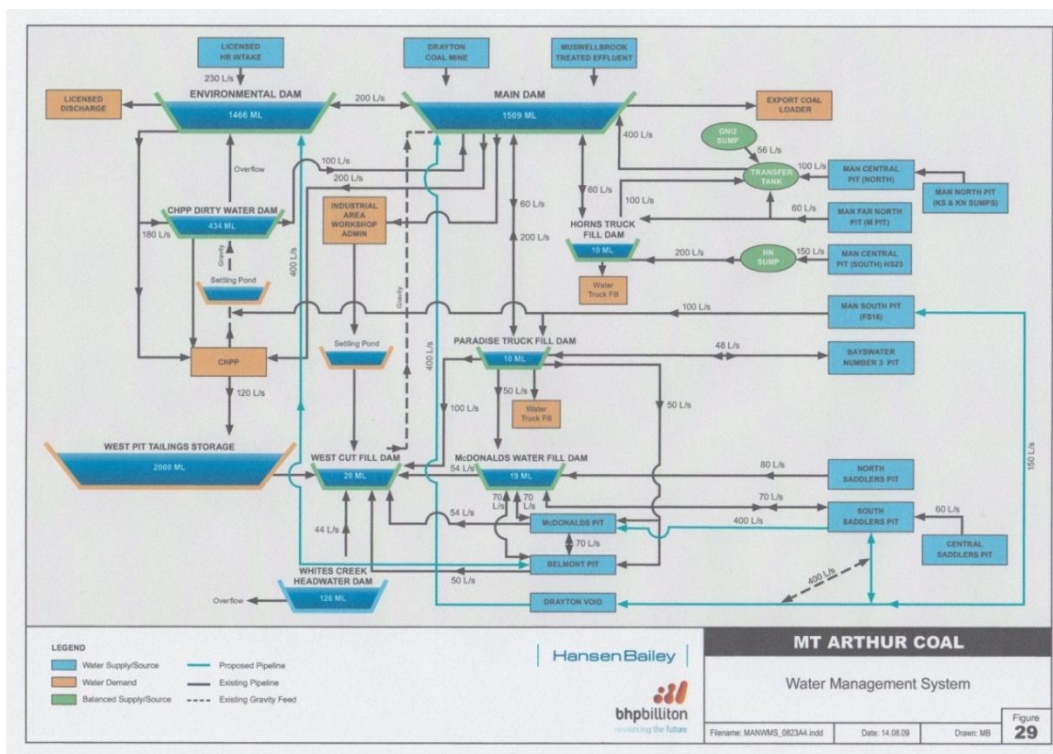 LICENSED
HR INTAKE
DRAYTON
COAL MINE
MUSWELLBROOK
TREATED EFFLUENT
230 L/s
LICENSED
DISCHARGE
ENVIRONMENTAL DAM
1466 ML
200 L/s
MAIN DAM
1509 ML
EXPORT COAL
LOADER
400 L/s
SUMP
56 L/s
TRANSFER
TANK
100 L/s
MAN CENTRAL
PIT (NORTH)
MAN NORTH PIT
(KS & KN SUMPS)
Overflow
100 L/s
200 L/s
60 L/s
60 L/s
100 L/s
60 L/s
MAN FAR NORTH
PIT (M PIT)
CHPP DIRTY WATER DAM
434 ML
180 L/s
INDUSTRIAL
AREA
WORKSHOP
ADMIN
HORNS TRUCK
FILL DAM
10 ML
200 L/s
200 L/s
HN
SUMP
150 L/s
MAN CENTRAL
PIT (SOUTH) HS23
Gravity
Settling Pond
400 L/s
Gravity
Water
Truck Fill
100 L/s
MAN SOUTH PIT
(FS16)
CHPP
Settling Pond
400 L/s
PARADISE TRUCK FILL DAM
10 ML
48 L/s
BAYSWATER
NUMBER 3 PIT
120 L/s
100 L/s
50 L/s
Water
Truck Fill
50 L/s
150 L/s
WEST PIT TAILINGS STORAGE
2000 ML
WEST CUT FILL DAM
20 ML
54 L/s
McDONALDS WATER FILL DAM
19 ML
80 L/s
NORTH
SADDLERS PIT
70 L/s
70 L/s
70 L/s
54 L/s
McDONALDS PIT
400 L/s
SOUTH
SADDLERS PIT
60 L/s
CENTRAL
SADDLERS PIT
44 L/s
70 L/s
BELMONT PIT
50 L/s
WHITES CREEK
HEADWATER DAM
126 ML
Overflow
DRAYTON VOID
400 L/s
LEGEND
Water Supply/Source
Proposed Pipeline
Water Demand
Existing Pipeline
Balanced Supply/Source
Existing Gravity Feed
Hansen Bailey
bhpbilliton
resourcing the future
MT ARTHUR COAL
Water Management System
Filename: MANWMS_0823A4.indd
Date: 14.08.09
Drawn: MB
Figure
29